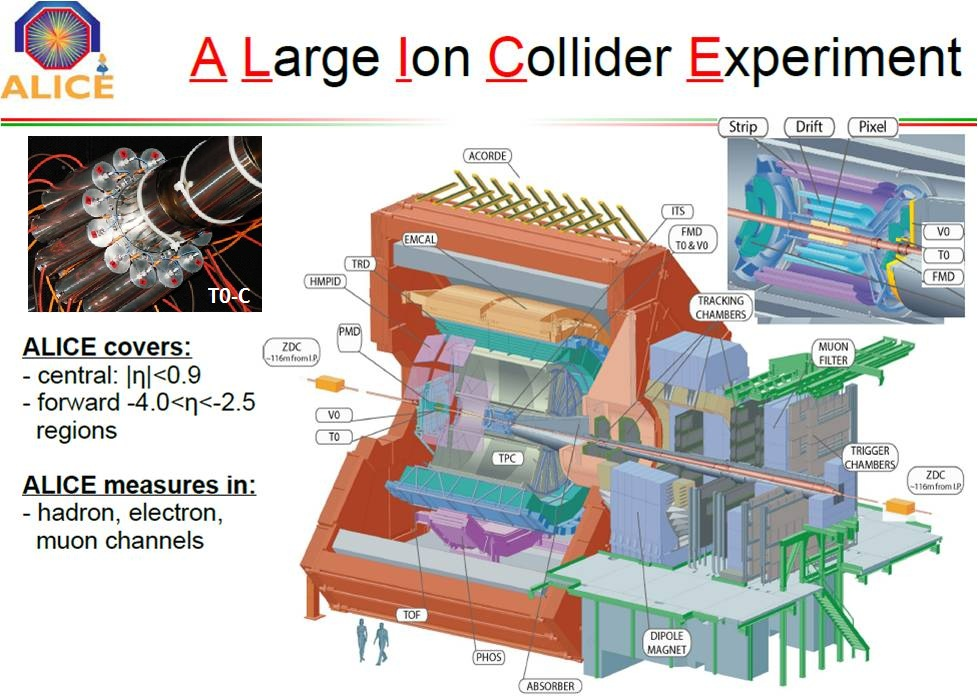 ALICE
A Large Ion Collider Experiment
T0-C
ALICE covers:
- central: |η|<0.9
- forward -4.0<η<-2.5
regions
ALICE measures in:
- hadron, electron,
muon channels
Strip
Drift
Pixel
V0
T0
FMD
ACORDE
ITS
FMD
T0 & V0
EMCAL
TRD
HMPID
PMD
TRACKING
CHAMBERS
MUON
FILTER
ZDC
~116m from I.P.
V0
T0
TPC
TRIGGER
CHAMBERS
ZDC
~116m from I.P.
TOF
PHOS
DIPOLE
MAGNET
ABSORBER